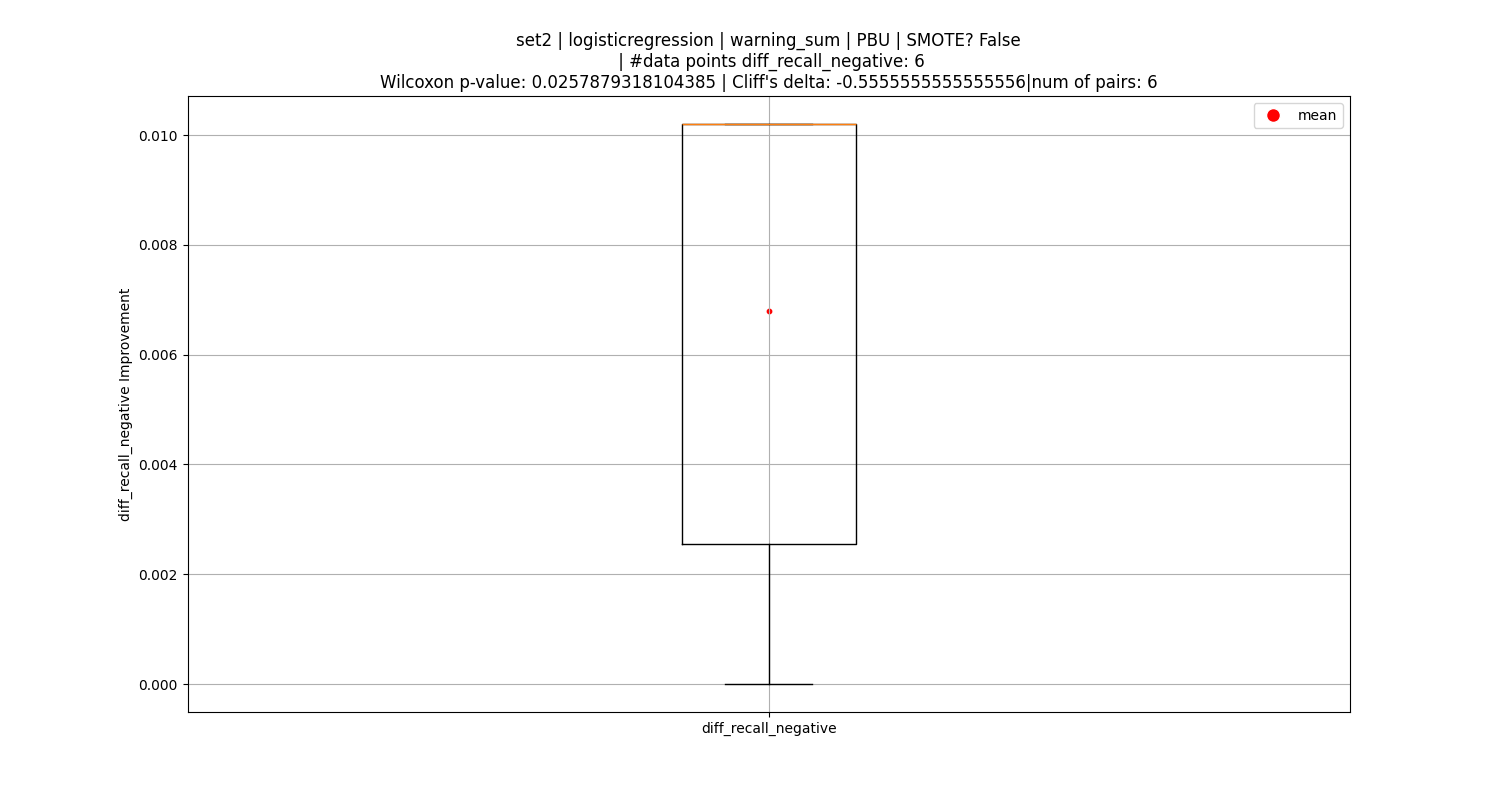 set2 | logisticregression | warning_sum | PBU | SMOTE? False
| #data points diff_recall_negative: 6
Wilcoxon p-value: 0.0257879318104385 | Cliff's delta: -0.5555555555555556|num of pairs: 6
mean
0.010
0.008
0.006
0.004
0.002
0.000
diff_recall_negative Improvement
diff_recall_negative